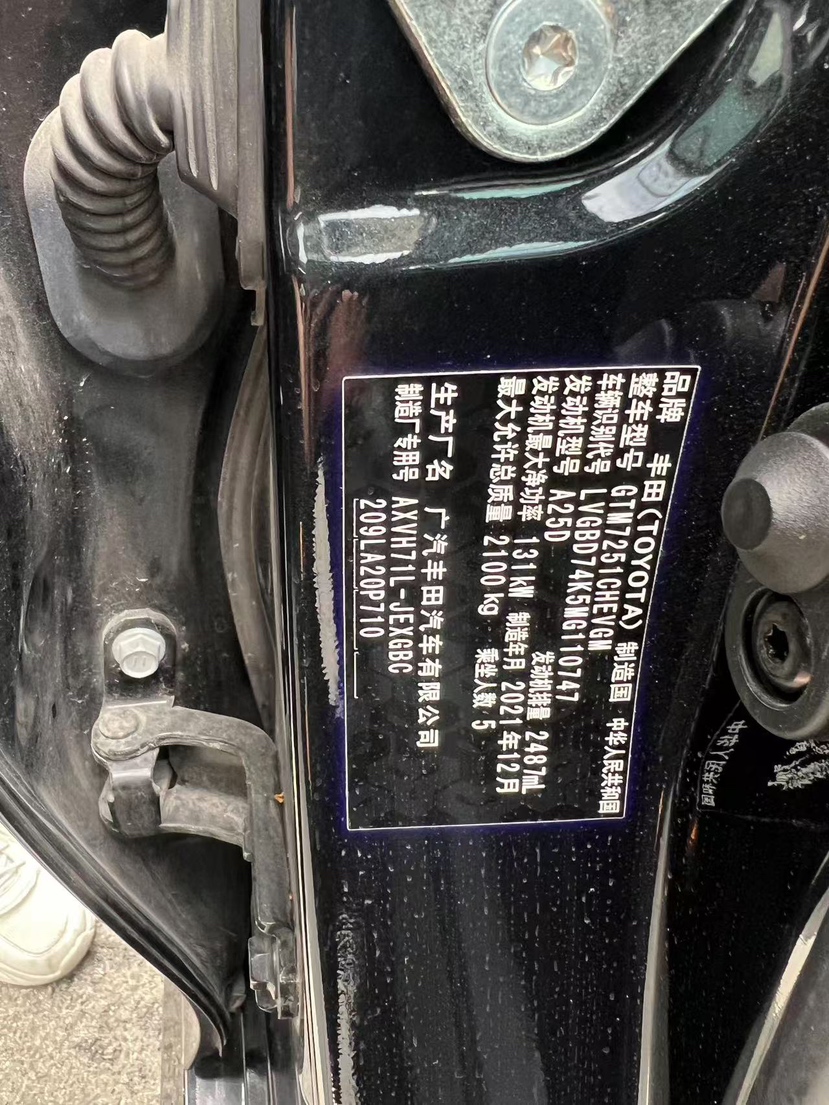 品牌 丰田(TOYOTA) 制造国 中华人民共和国
整车型号 GTM7251CHEVGM
车辆识别代号 LVGBD74K5MG110747
发动机型号 A25D 发动机排量 2487ml
发动机最大净功率 131kW 制造年月 2021年12月
最大允许总质量 2100kg 乘坐人数 5
生产厂名 广汽丰田汽车有限公司
制造厂专用号 AXVH71L-JEXGBC
209LA20P710